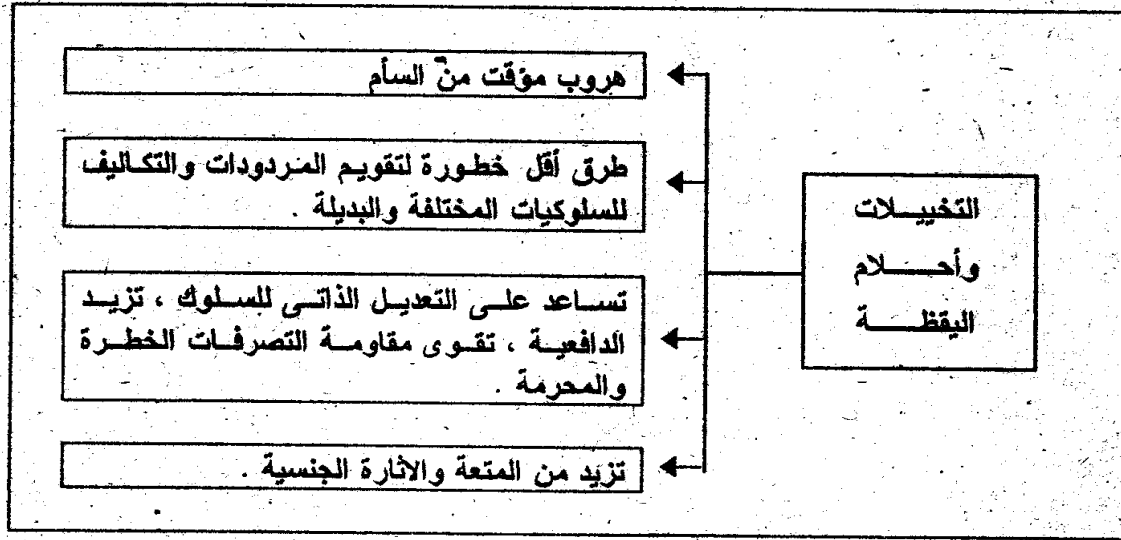 التخييلات
وأحلام
اليقظة
هروب مؤقت من السأم
طرق أقل خطورة لتقويم المردودات والتكاليف
للسلوكيات المختلفة والبديلة .
تساعد على التعديل الذاتى للسلوك ، تزيد
الدافعية ، تقوى مقاومة التصرفات الخطرة
والمحرمة .
تزيد من المتعة والاثارة الجنسية .